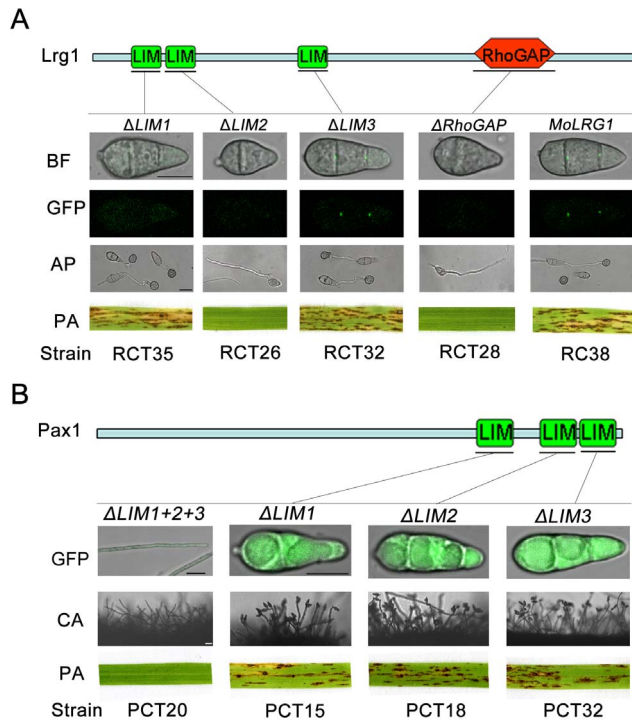 A
Lrg1 LIM LIM LIM RhoGAP
ΔLIM1 ΔLIM2 ΔLIM3 ΔRhoGAP MoLRG1
BF
GFP
AP
PA
Strain RCT35 RCT26 RCT32 RCT28 RC38
B
Pax1 LIM LIM LIM
ΔLIM1+2+3 ΔLIM1 ΔLIM2 ΔLIM3
GFP
CA
PA
Strain PCT20 PCT15 PCT18 PCT32